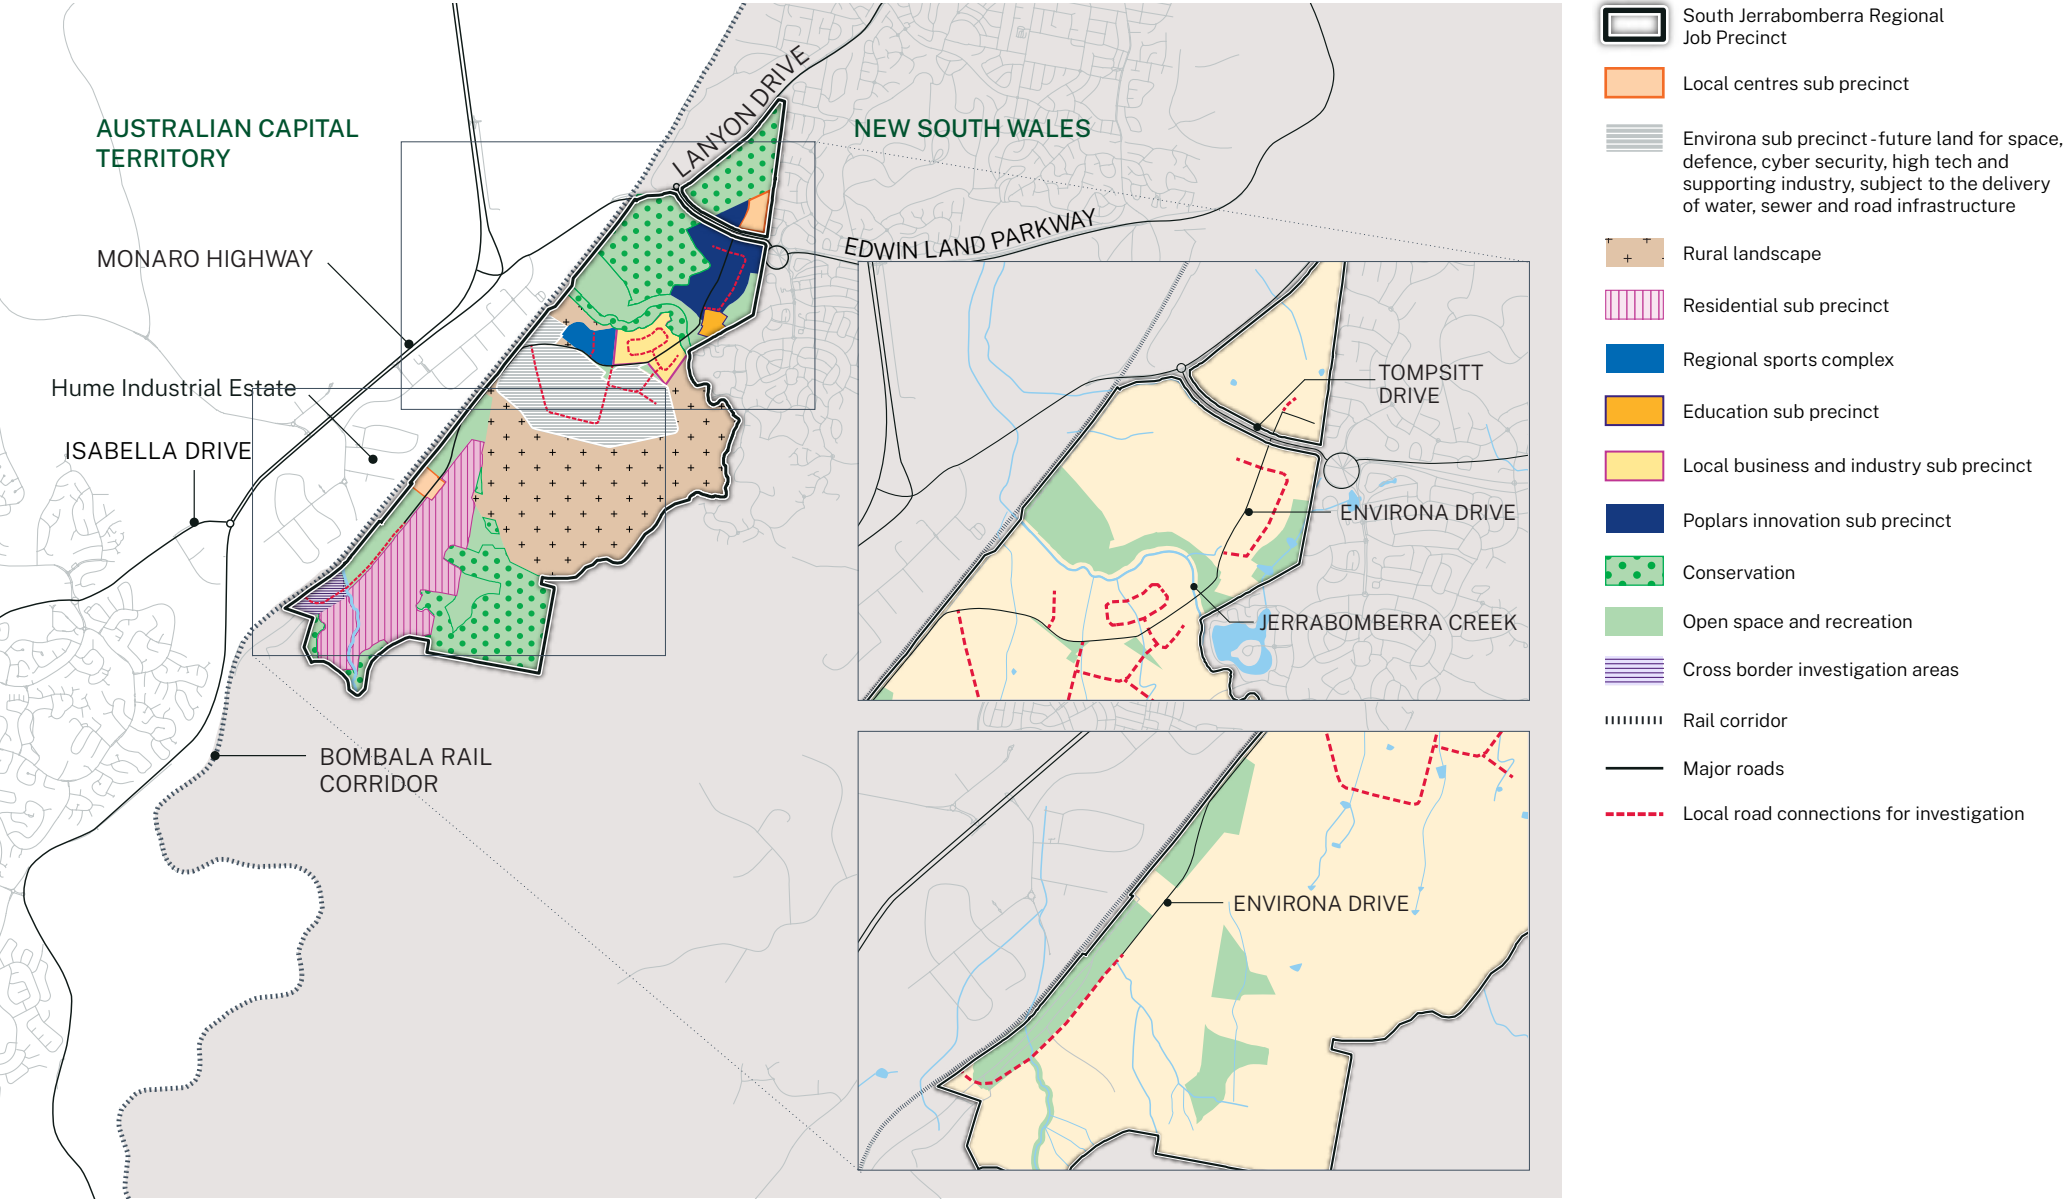 AUSTRALIAN CAPITAL
TERRITORY
NEW SOUTH WALES
LANYON DRIVE
EDWIN LAND PARKWAY
MONARO HIGHWAY
Hume Industrial Estate
ISABELLA DRIVE
BOMBALA RAIL
CORRIDOR
TOMPSITT
DRIVE
ENVIRONA DRIVE
JERRABOMBERRA CREEK
ENVIRONA DRIVE
South Jerrabomberra Regional
Job Precinct
Local centres sub precinct
Environa sub precinct - future land for space,
defence, cyber security, high tech and
supporting industry, subject to the delivery
of water, sewer and road infrastructure
Rural landscape
Residential sub precinct
Regional sports complex
Education sub precinct
Local business and industry sub precinct
Poplars innovation sub precinct
Conservation
Open space and recreation
Cross border investigation areas
Rail corridor
Major roads
Local road connections for investigation